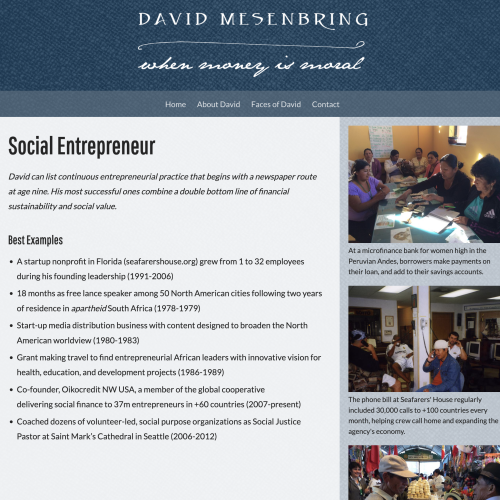 DAVID MESENBRING
when money is moral
Home About David Faces of David Contact
Social Entrepreneur
David can list continuous entrepreneurial practice that begins with a newspaper route
at age nine. His most successful ones combine a double bottom line of financial
sustainability and social value.
Best Examples
• A startup nonprofit in Florida (seafarershouse.org) grew from 1 to 32 employees
during his founding leadership (1991-2006)
• 18 months as free lance speaker among 50 North American cities following two years
of residence in apartheid South Africa (1978-1979)
• Start-up media distribution business with content designed to broaden the North
American worldview (1980-1983)
• Grant making travel to find entrepreneurial African leaders with innovative vision for
health, education, and development projects (1986-1989)
• Co-founder, Oikocredit NW USA, a member of the global cooperative
delivering social finance to 37m entrepreneurs in +60 countries (2007-present)
• Coached dozens of volunteer-led, social purpose organizations as Social Justice
Pastor at Saint Mark's Cathedral in Seattle (2006-2012)
At a microfinance bank for women high in the
Peruvian Andes, borrowers make payments on
their loan, and add to their savings accounts.
The phone bill at Seafarers' House regularly
included 30,000 calls to +100 countries every
month, helping crew call home and expanding the
agency's economy.